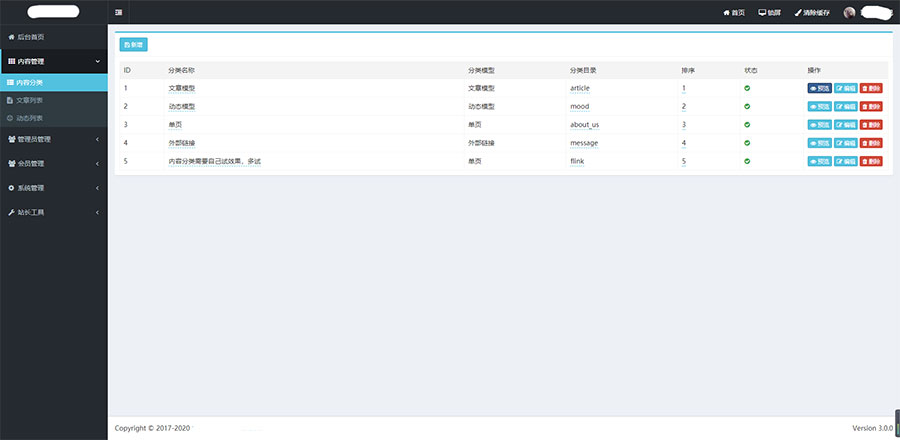 首页 锁屏 清除缓存
后台首页
内容管理
内容分类
文章列表
动态列表
管理员管理
会员管理
系统管理
站长工具
新增
ID 分类名称 分类模型 分类目录 排序 状态 操作
1 文章模型 文章模型 article 1 预览 编辑 删除
2 动态模型 动态模型 mood 2 预览 编辑 删除
3 单页 单页 about_us 3 预览 编辑 删除
4 外部链接 外部链接 message 4 预览 编辑 删除
5 内容分类需要自己试效果，多试 单页 flink 5 预览 编辑 删除
Copyright © 2017-2020 Version 3.0.0